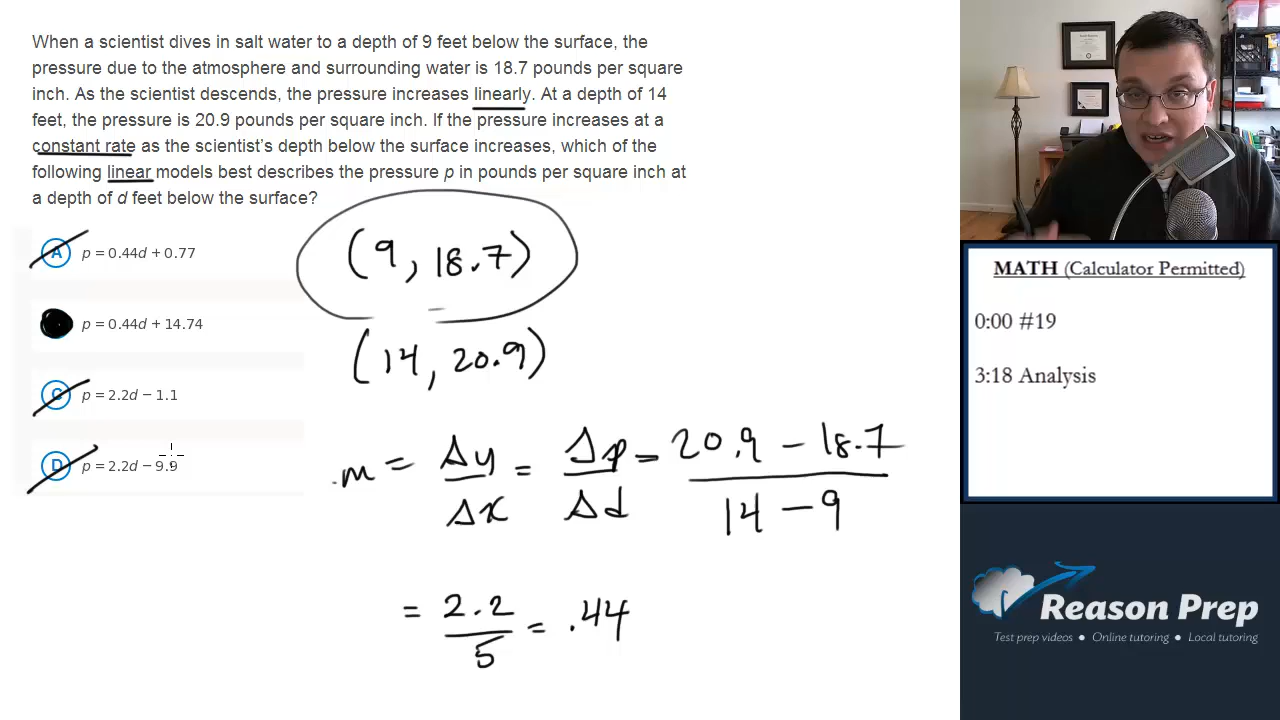 When a scientist dives in salt water to a depth of 9 feet below the surface, the
pressure due to the atmosphere and surrounding water is 18.7 pounds per square
inch. As the scientist descends, the pressure increases linearly. At a depth of 14
feet, the pressure is 20.9 pounds per square inch. If the pressure increases at a
constant rate as the scientist's depth below the surface increases, which of the
following linear models best describes the pressure p in pounds per square inch at
a depth of d feet below the surface?
A p = 0.44d + 0.77
p = 0.44d + 14.74
C p = 2.2d − 1.1
D p = 2.2d − 9.9
(9, 18.7)
(14, 20.9)
m = Δy/Δx = Δp/Δd = 20.9 − 18.7 / 14 − 9
= 2.2/5 = .44
MATH (Calculator Permitted)
0:00 #19
3:18 Analysis
Reason Prep
Test prep videos ● Online tutoring ● Local tutoring